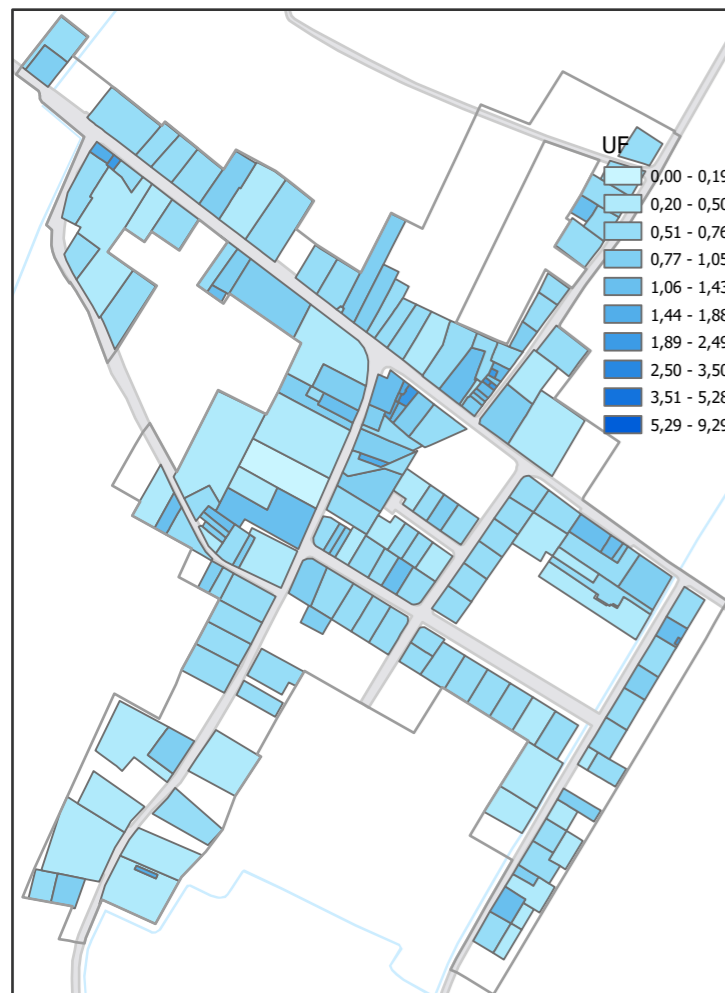 UF
0,00 - 0,19
0,20 - 0,50
0,51 - 0,76
0,77 - 1,05
1,06 - 1,43
1,44 - 1,88
1,89 - 2,49
2,50 - 3,50
3,51 - 5,28
5,29 - 9,29